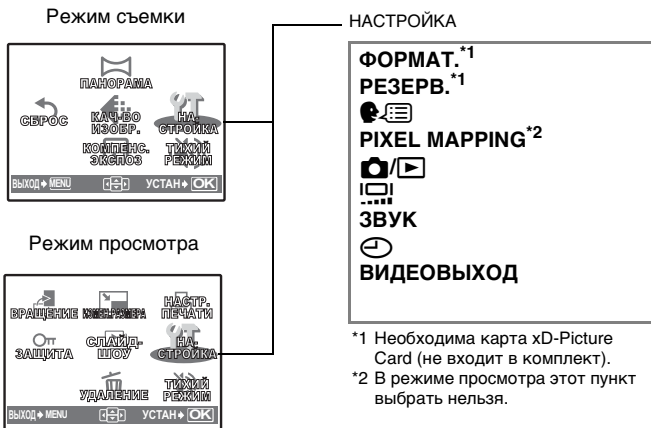 Режим съемки
ПАНОРАМА
СБРОС
КАЧ-ВО
ИЗОБР.
НА-
СТРОЙКА
КОМПЕНС.
ЭКСПОЗ
ТИХИЙ
РЕЖИМ
ВЫХОД MENU УСТАН OK
Режим просмотра
ВРАЩЕНИЕ
ИЗМЕН.РАЗМЕРА
НАСТР.
ПЕЧАТИ
ЗАЩИТА
СЛАЙД-
ШОУ
НА-
СТРОЙКА
УДАЛЕНИЕ
ТИХИЙ
РЕЖИМ
ВЫХОД MENU УСТАН OK
НАСТРОЙКА
ФОРМАТ.*1
РЕЗЕРВ.*1
PIXEL MAPPING*2
ЗВУК
ВИДЕОВЫХОД
*1 Необходима карта xD-Picture
Card (не входит в комплект).
*2 В режиме просмотра этот пункт
выбрать нельзя.